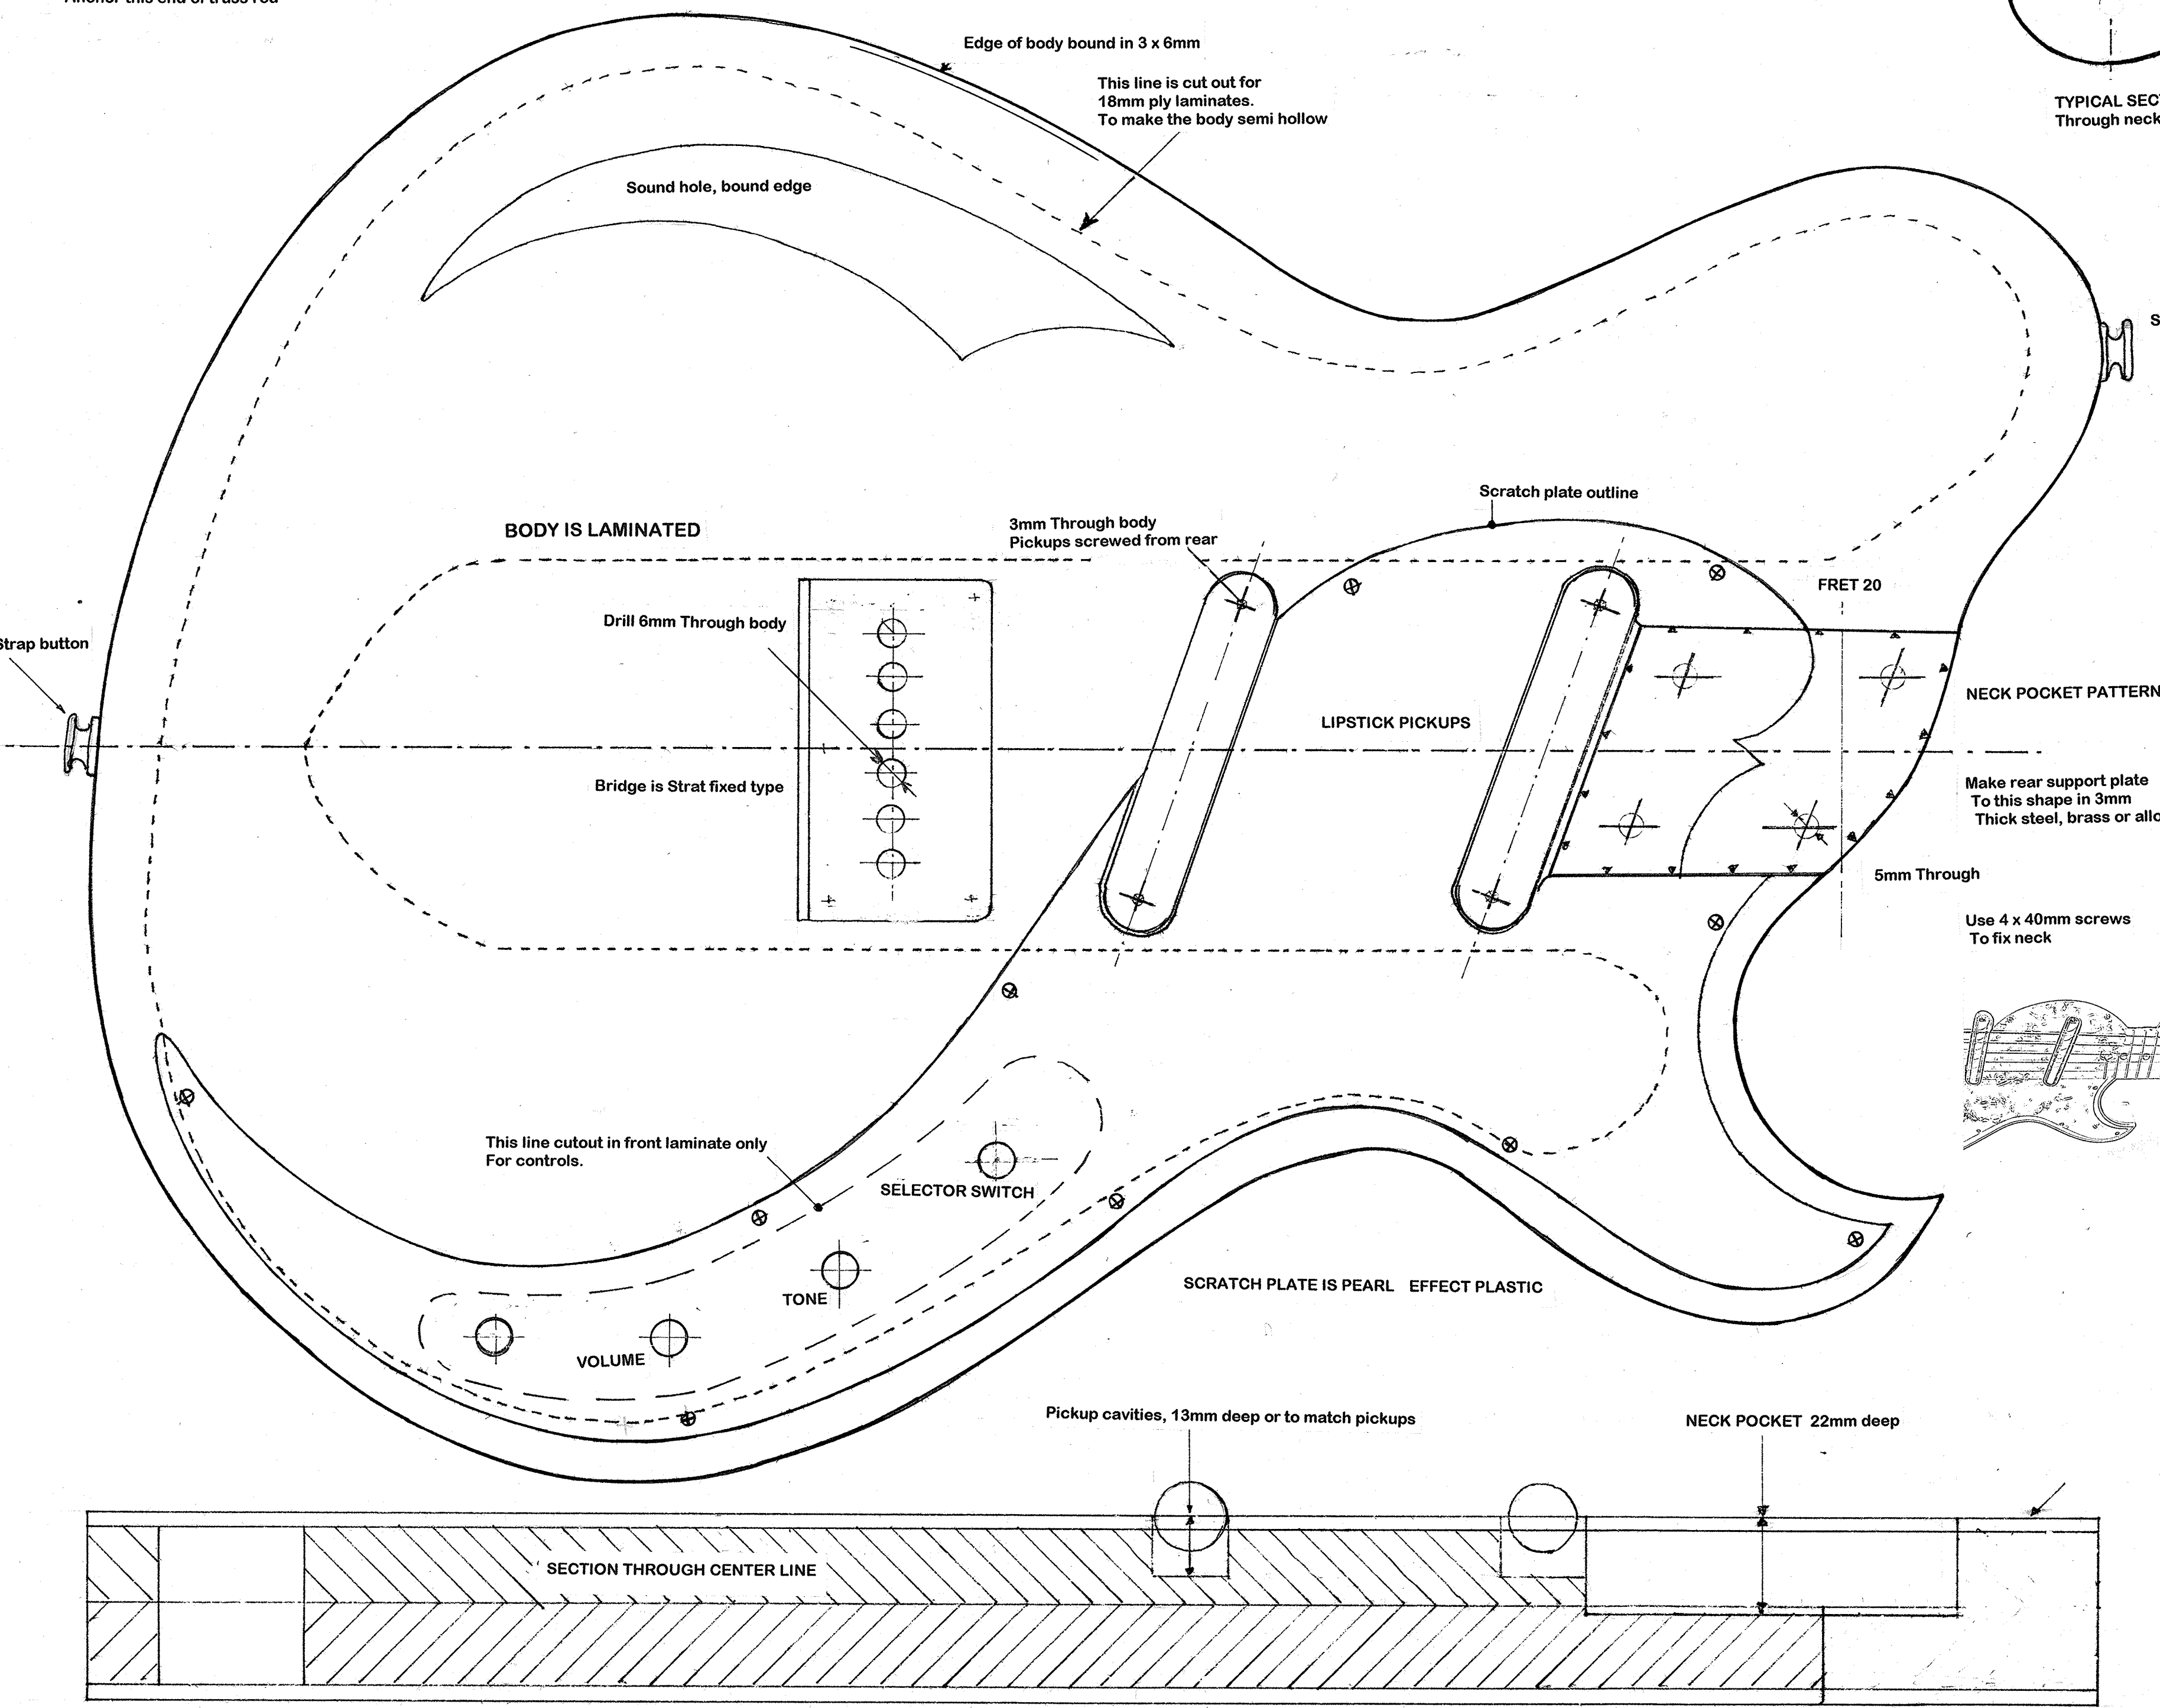 Edge of body bound in 3 x 6mm
This line is cut out for
18mm ply laminates.
To make the body semi hollow
TYPICAL
Through neck
Sound hole, bound edge
Scratch plate outline
BODY IS LAMINATED
3mm Through body
Pickups screwed from rear
FRET 20
Drill 6mm Through body
Strap button
NECK POCKET PATTERN
LIPSTICK PICKUPS
Bridge is Strat fixed type
Make rear support plate
To this shape in 3mm
Thick steel, brass or
5mm Through
Use 4 x 40mm screws
To fix neck
This line cutout in front laminate only
For controls.
SELECTOR SWITCH
TONE
VOLUME
SCRATCH PLATE IS PEARL EFFECT PLASTIC
Pickup cavities, 13mm deep or to match pickups
NECK POCKET 22mm deep
SECTION THROUGH CENTER LINE